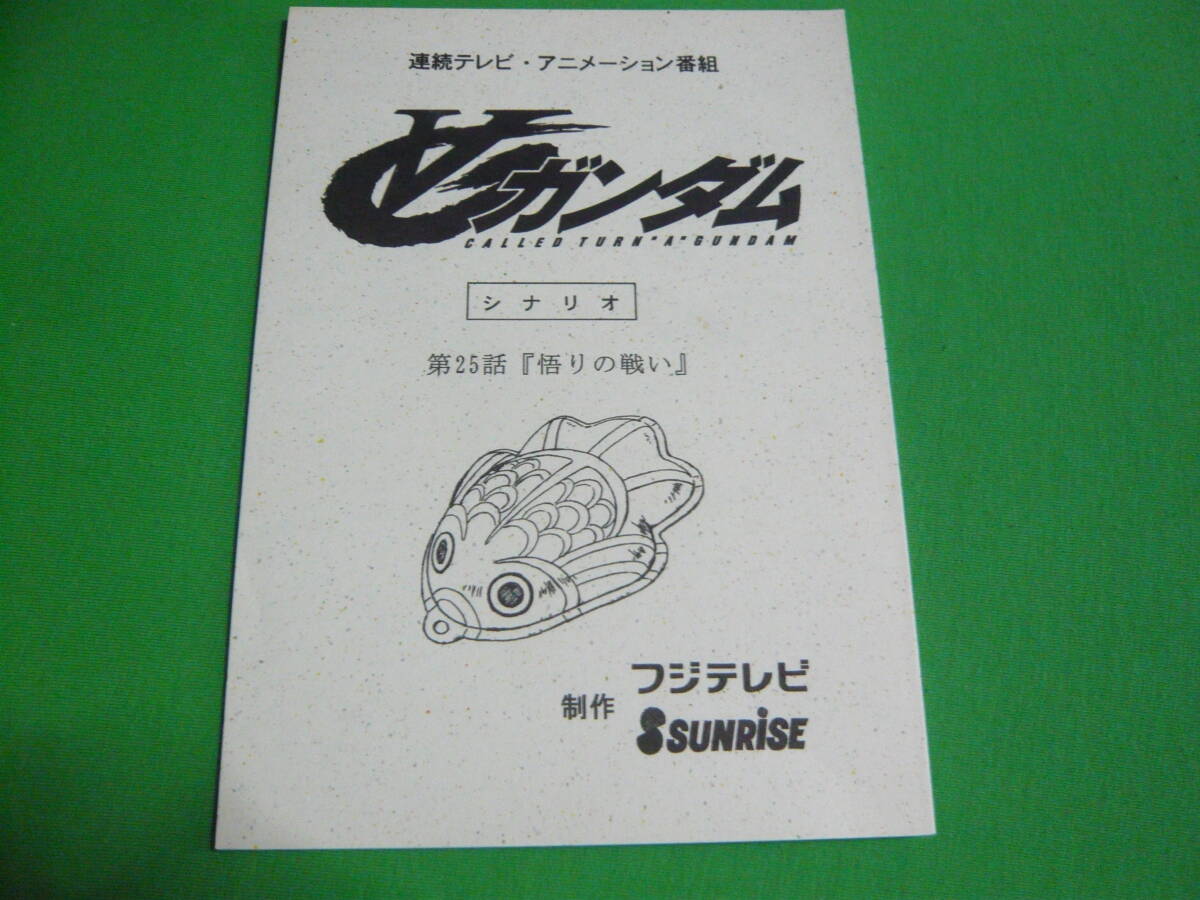 連続テレビ・アニメーション番組
∀ガンダム
CALLED TURN"A"GUNDAM
シナリオ
第25話『悟りの戦い』
制作
フジテレビ
SUNRiSE